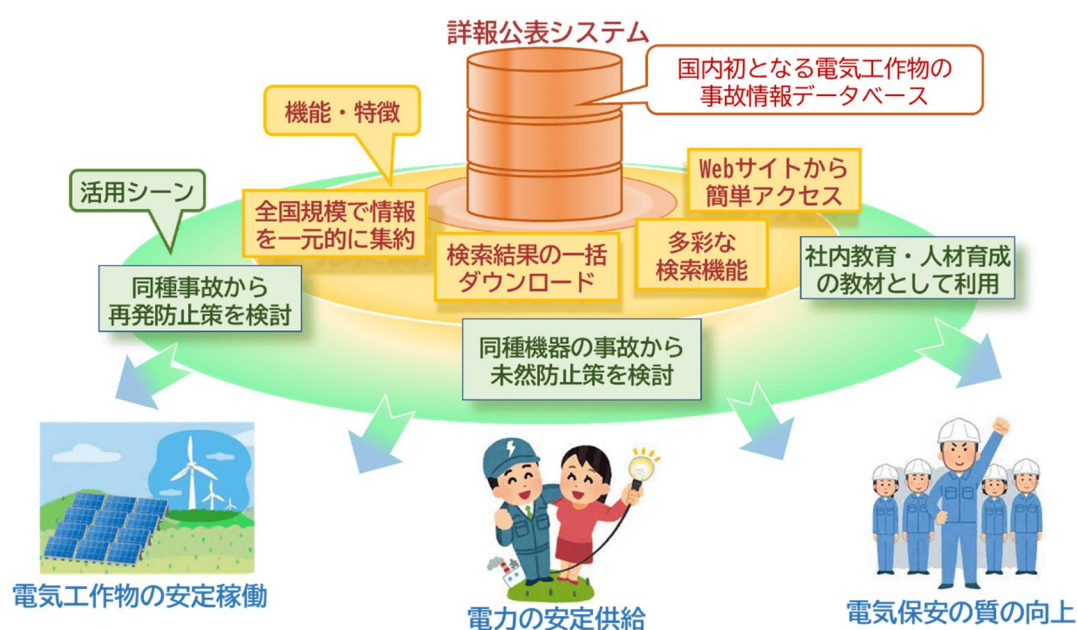 詳報公表システム
国内初となる電気工作物の
事故情報データベース
機能・特徴
活用シーン
全国規模で情報
を一元的に集約
検索結果の一括
ダウンロード
多彩な
検索機能
Webサイトから
簡単アクセス
同種事故から
再発防止策を検討
同種機器の事故から
未然防止策を検討
社内教育・人材育成
の教材として利用
電気工作物の安定稼働
電力の安定供給
電気保安の質の向上